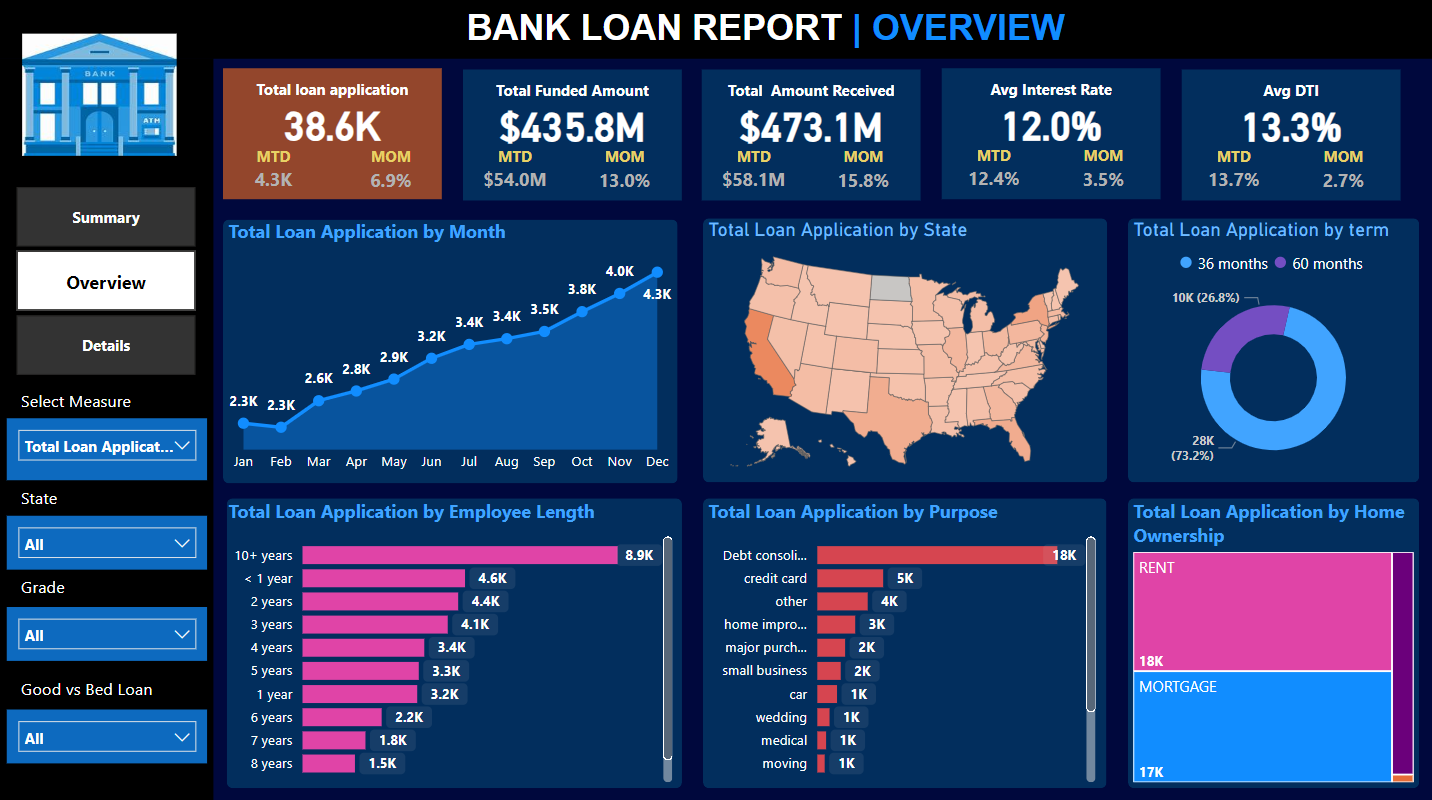 BANK LOAN REPORT | OVERVIEW
BANK
ATM
Summary
Overview
Details
Select Measure
Total Loan Applicat...
State
All
Grade
All
Good vs Bed Loan
All
Total loan application
38.6K
MTD MOM
4.3K 6.9%
Total Funded Amount
$435.8M
MTD MOM
$54.0M 13.0%
Total Amount Received
$473.1M
MTD MOM
$58.1M 15.8%
Avg Interest Rate
12.0%
MTD MOM
12.4% 3.5%
Avg DTI
13.3%
MTD MOM
13.7% 2.7%
Total Loan Application by Month
2.3K 2.3K 2.6K 2.8K 2.9K 3.2K 3.4K 3.4K 3.5K 3.8K 4.0K 4.3K
Jan Feb Mar Apr May Jun Jul Aug Sep Oct Nov Dec
Total Loan Application by State
Total Loan Application by term
36 months 60 months
10K (26.8%)
28K
(73.2%)
Total Loan Application by Employee Length
10+ years 8.9K
< 1 year 4.6K
2 years 4.4K
3 years 4.1K
4 years 3.4K
5 years 3.3K
1 year 3.2K
6 years 2.2K
7 years 1.8K
8 years 1.5K
Total Loan Application by Purpose
Debt consoli... 18K
credit card 5K
other 4K
home impro... 3K
major purch... 2K
small business 2K
car 1K
wedding 1K
medical 1K
moving 1K
Total Loan Application by Home
Ownership
RENT
18K
MORTGAGE
17K